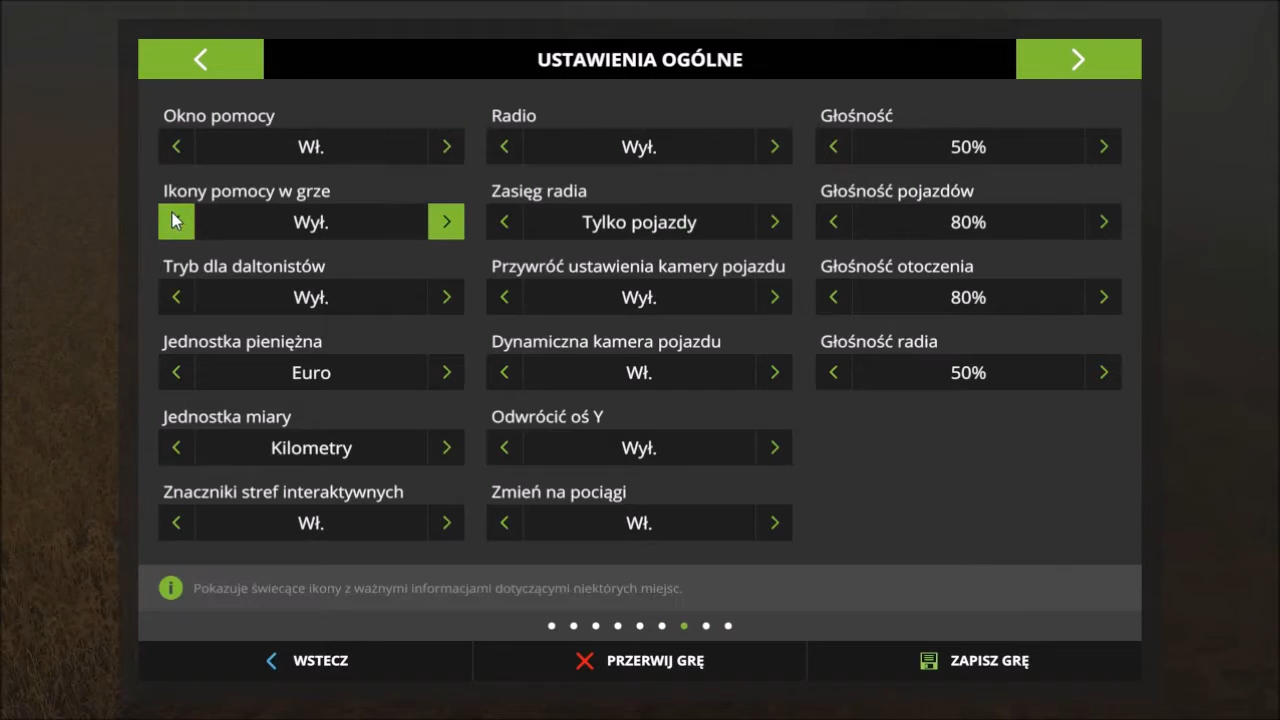 USTAWIENIA OGÓLNE
Okno pomocy
Wł.
Ikony pomocy w grze
Wył.
Tryb dla daltonistów
Wył.
Jednostka pieniężna
Euro
Jednostka miary
Kilometry
Znaczniki stref interaktywnych
Wł.
Radio
Wył.
Zasięg radia
Tylko pojazdy
Przywróć ustawienia kamery pojazdu
Wył.
Dynamiczna kamera pojazdu
Wł.
Odwrócić oś Y
Wył.
Zmień na pociągi
Wł.
Głośność
50%
Głośność pojazdów
80%
Głośność otoczenia
80%
Głośność radia
50%
Pokazuje świecące ikony z ważnymi informacjami dotyczącymi niektórych miejsc.
WSTECZ
PRZERWIJ GRĘ
ZAPISZ GRĘ